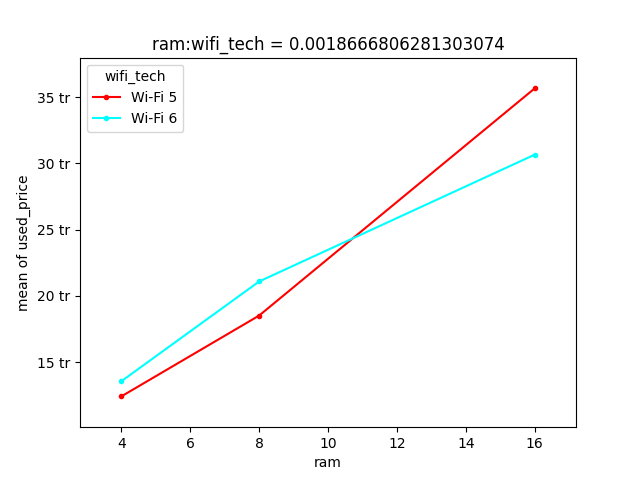 ram:wifi_tech = 0.0018666806281303074
wifi_tech
Wi-Fi 5
Wi-Fi 6
35 tr
30 tr
25 tr
20 tr
15 tr
mean of used_price
4
6
8
10
12
14
16
ram